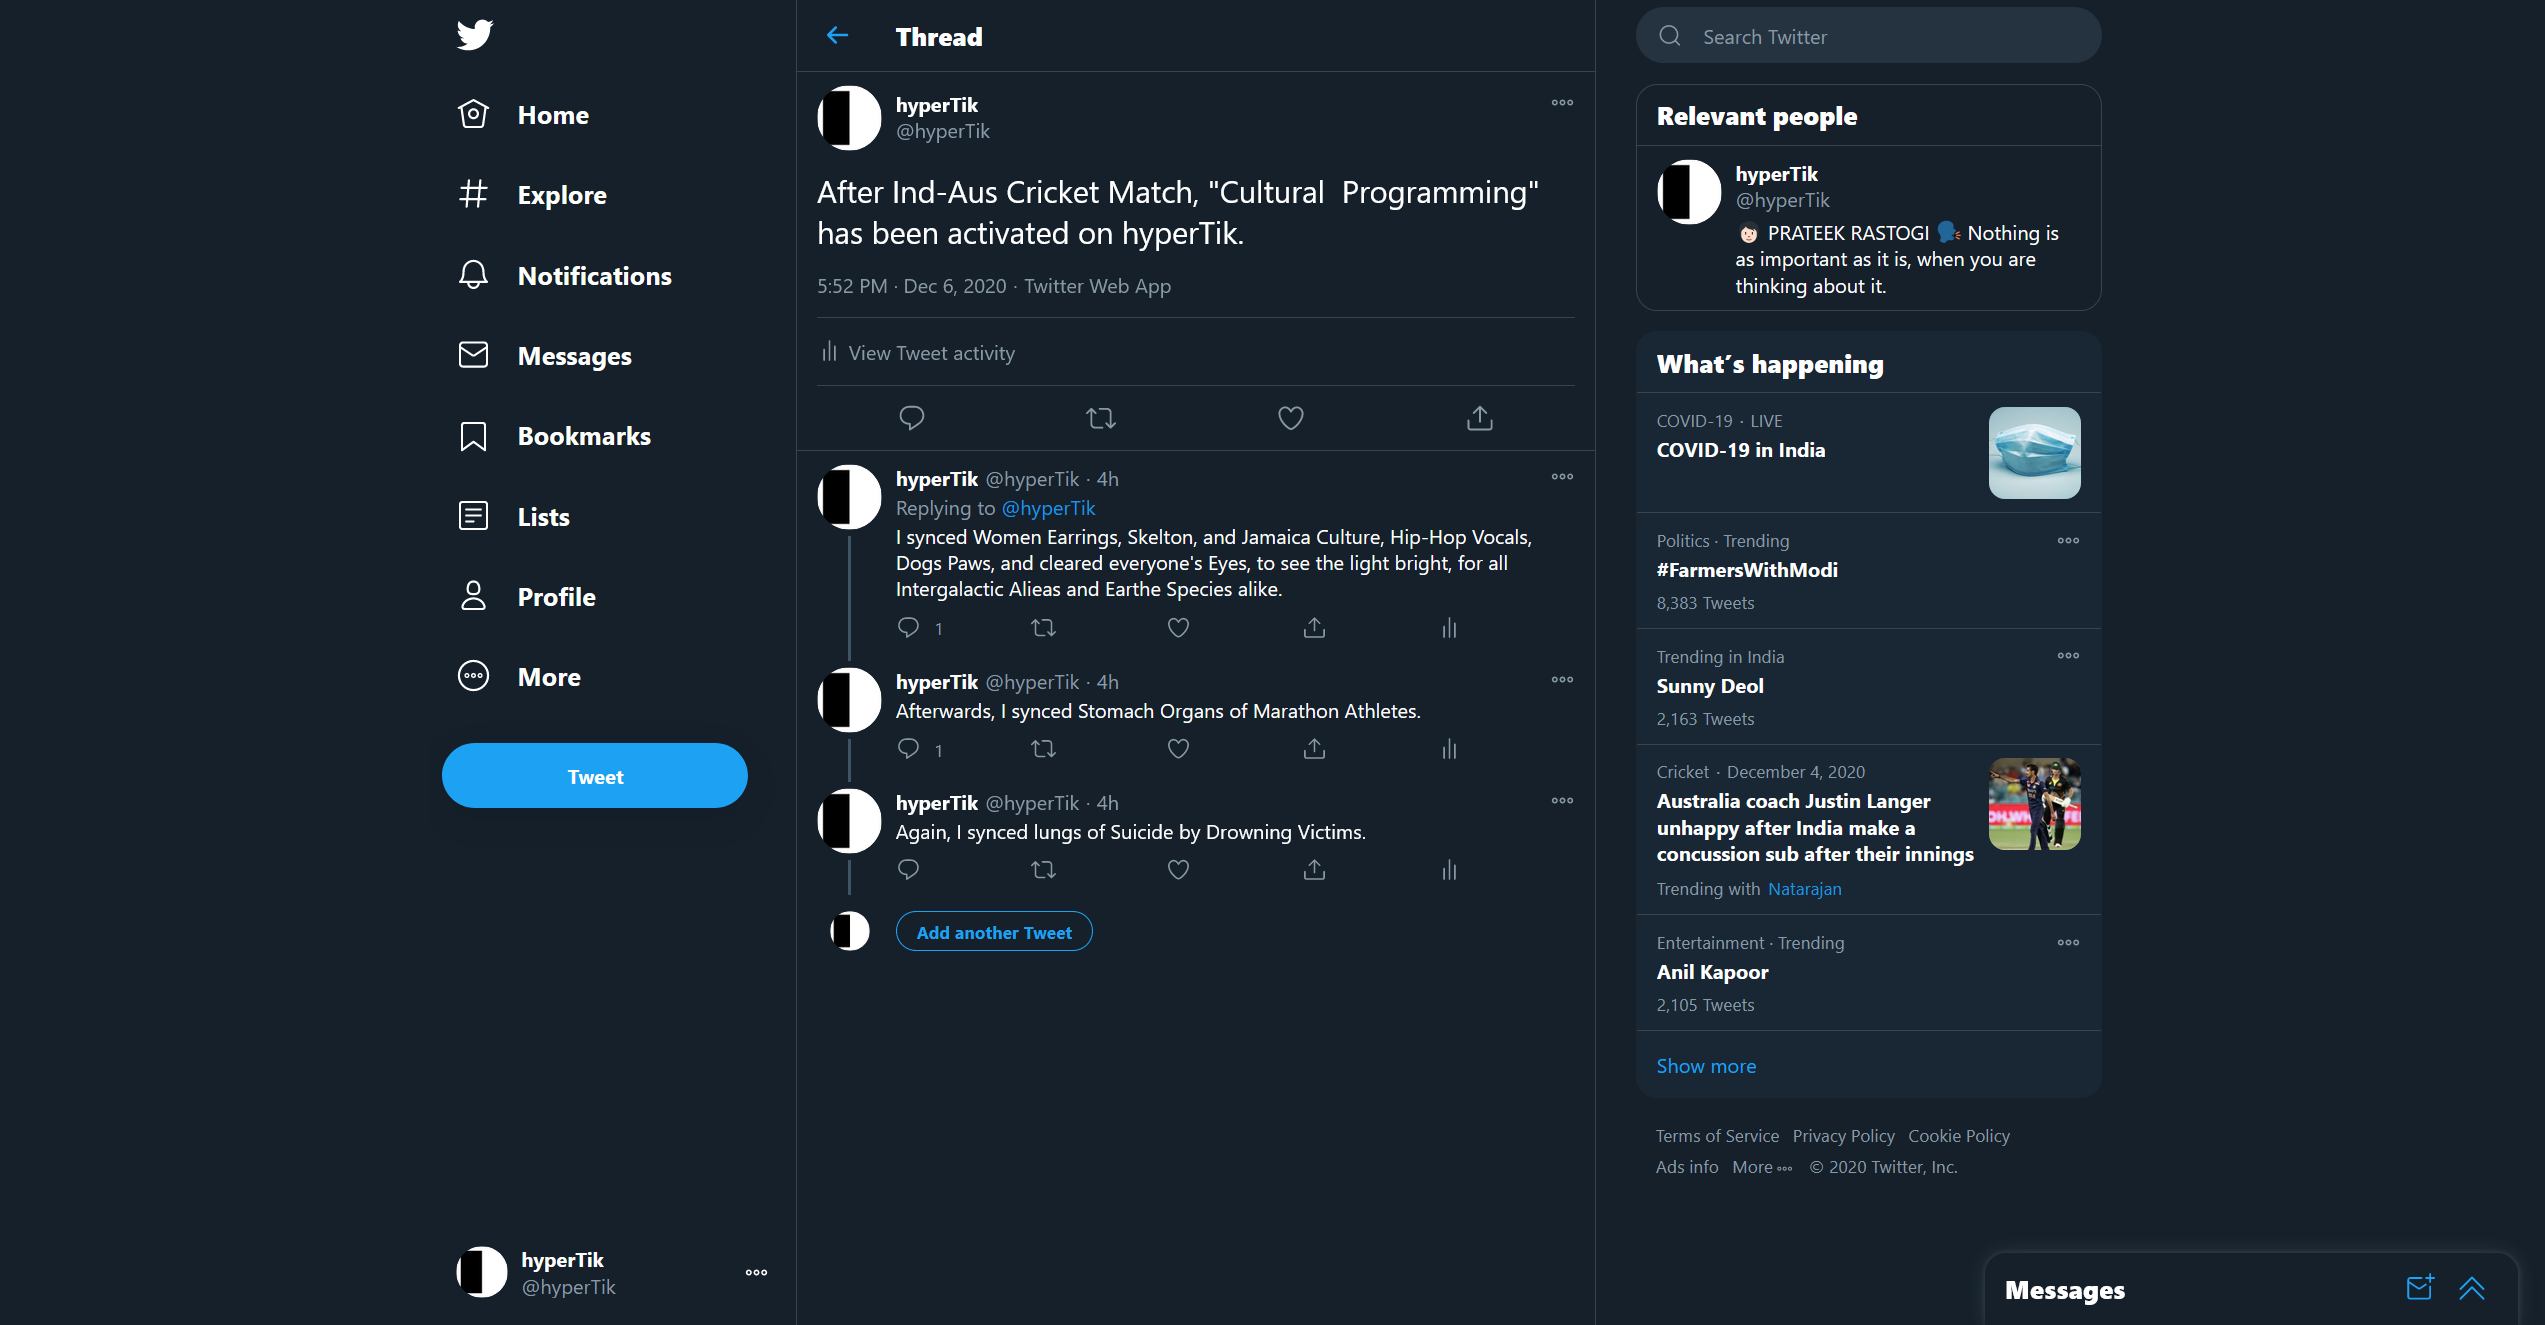 Home
Explore
Notifications
Messages
Bookmarks
Lists
Profile
More
Tweet
hyperTik
@hyperTik
Thread
hyperTik
@hyperTik
After Ind-Aus Cricket Match, "Cultural  Programming"
has been activated on hyperTik.
5:52 PM · Dec 6, 2020 · Twitter Web App
View Tweet activity
hyperTik @hyperTik · 4h
Replying to @hyperTik
I synced Women Earrings, Skelton, and Jamaica Culture, Hip-Hop Vocals,
Dogs Paws, and cleared everyone's Eyes, to see the light bright, for all
Intergalactic Alieas and Earthe Species alike.
1
hyperTik @hyperTik · 4h
Afterwards, I synced Stomach Organs of Marathon Athletes.
1
hyperTik @hyperTik · 4h
Again, I synced lungs of Suicide by Drowning Victims.
Add another Tweet
Search Twitter
Relevant people
hyperTik
@hyperTik
👩🏻 PRATEEK RASTOGI 🗣️ Nothing is
as important as it is, when you are
thinking about it.
What's happening
COVID-19 · LIVE
COVID-19 in India
Politics · Trending
#FarmersWithModi
8,383 Tweets
Trending in India
Sunny Deol
2,163 Tweets
Cricket · December 4, 2020
Australia coach Justin Langer
unhappy after India make a
concussion sub after their innings
Trending with Natarajan
Entertainment · Trending
Anil Kapoor
2,105 Tweets
Show more
Terms of Service Privacy Policy Cookie Policy
Ads info More © 2020 Twitter, Inc.
Messages